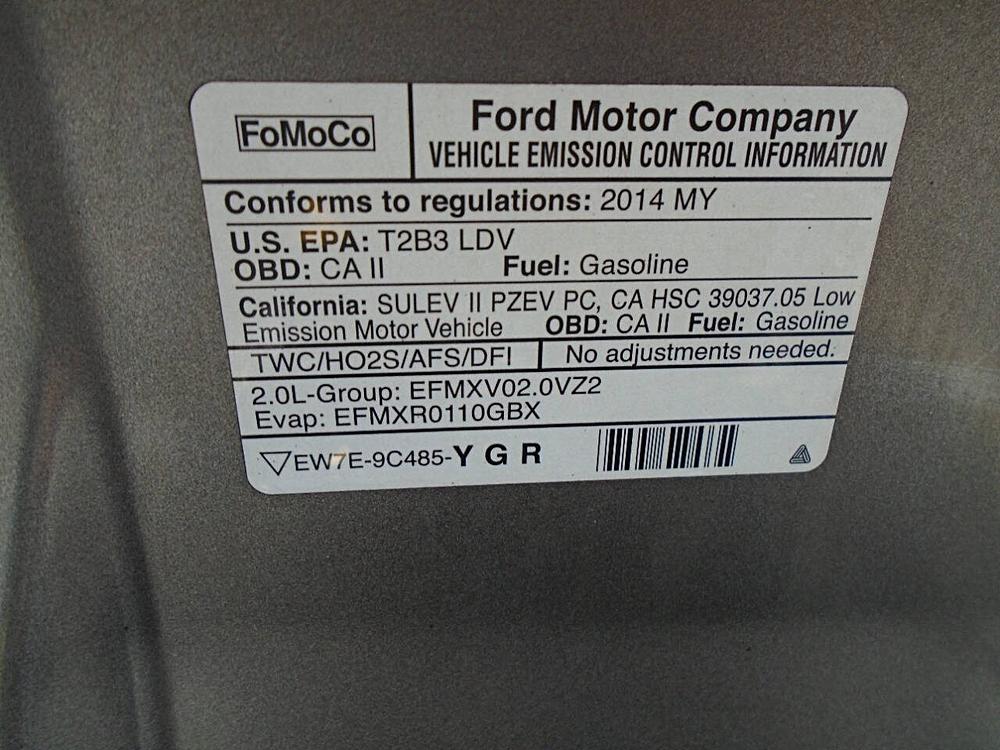 FoMoCo
Ford Motor Company
VEHICLE EMISSION CONTROL INFORMATION
Conforms to regulations: 2014 MY
U.S. EPA: T2B3 LDV
OBD: CA II Fuel: Gasoline
California: SULEV II PZEV PC, CA HSC 39037.05 Low
Emission Motor Vehicle OBD: CA II Fuel: Gasoline
TWC/HO2S/AFS/DFI No adjustments needed.
2.0L-Group: EFMXV02.0VZ2
Evap: EFMXR0110GBX
EW7E-9C485-Y G R